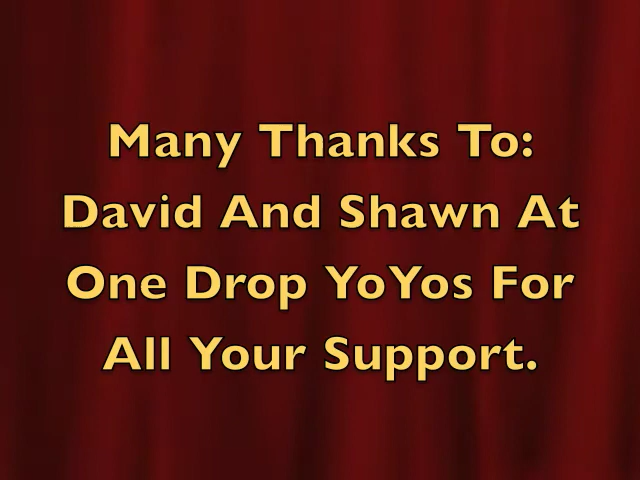 Many Thanks To:
David And Shawn At
One Drop YoYos For
All Your Support.